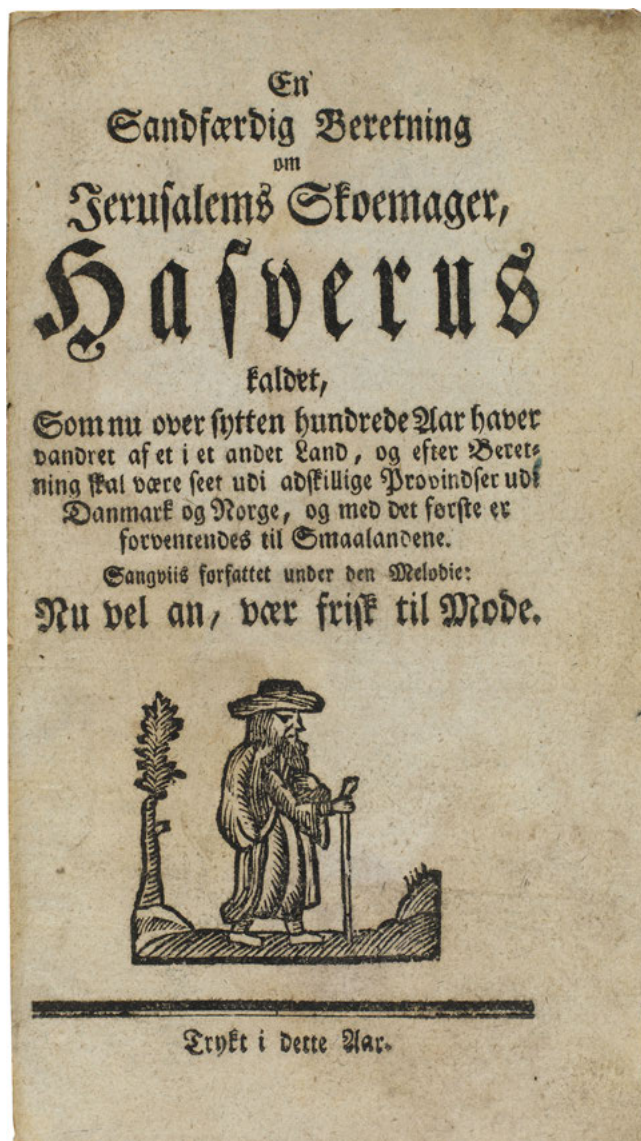 En
Sandfærdig Beretning
om
Jerusalems Skoemager,
Hasverus
kaldet,
Som nu over sytten hundrede Aar haver
vandret af et i et andet Land, og efter Beret-
ning skal være seet udi adskillige Provindser udi
Danmark og Norge, og med det første er
forventendes til Smaalandene.
Sangviis forfattet under den Melodie:
Nu vel an, vær frisk til Mode.
Trykt i dette Aar.